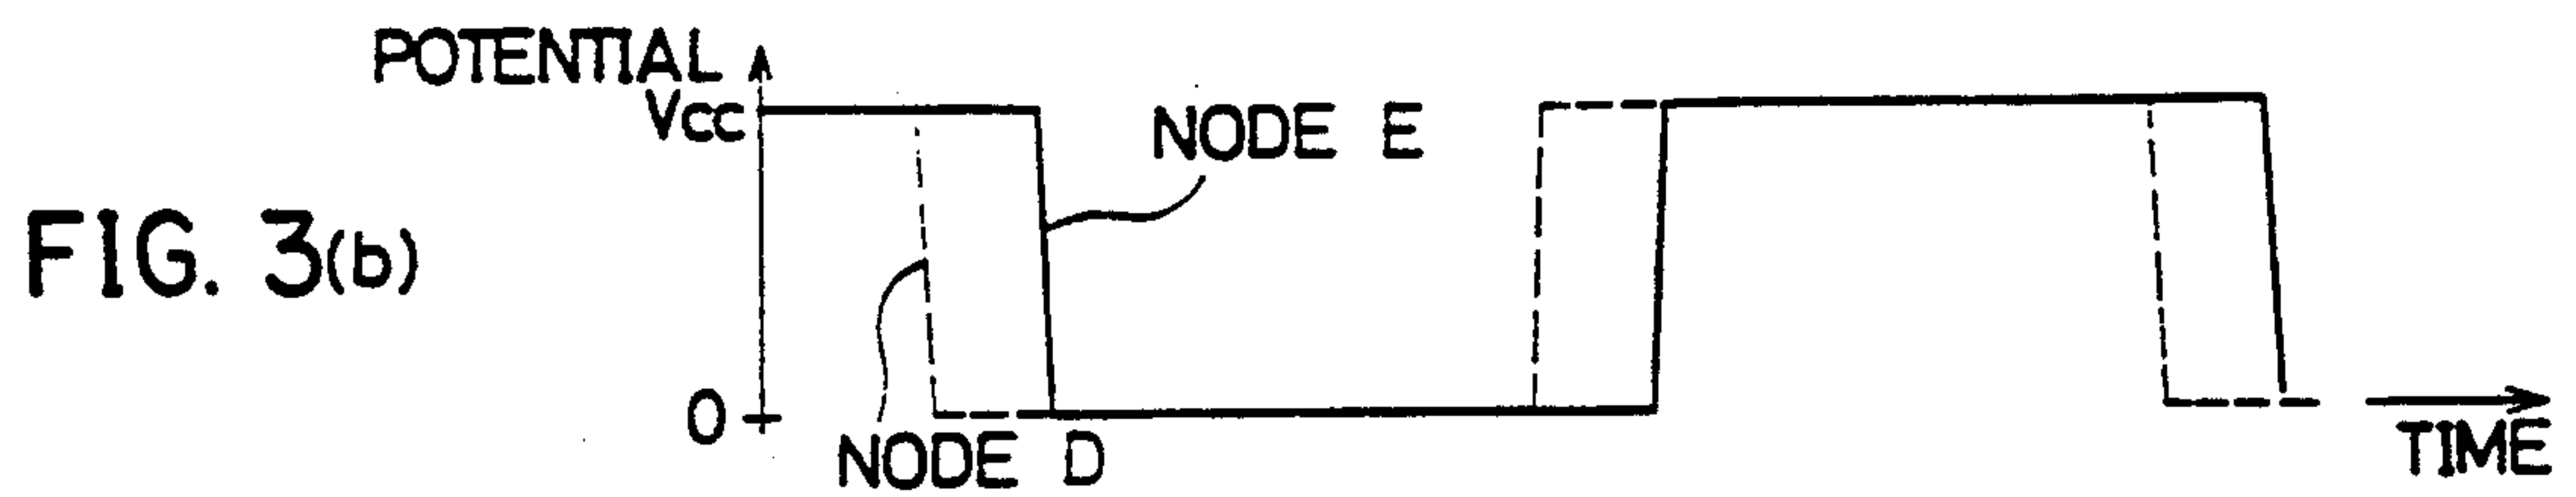 POTENTIAL
Vcc
NODE E
FIG. 3(b)
0
NODE D
TIME